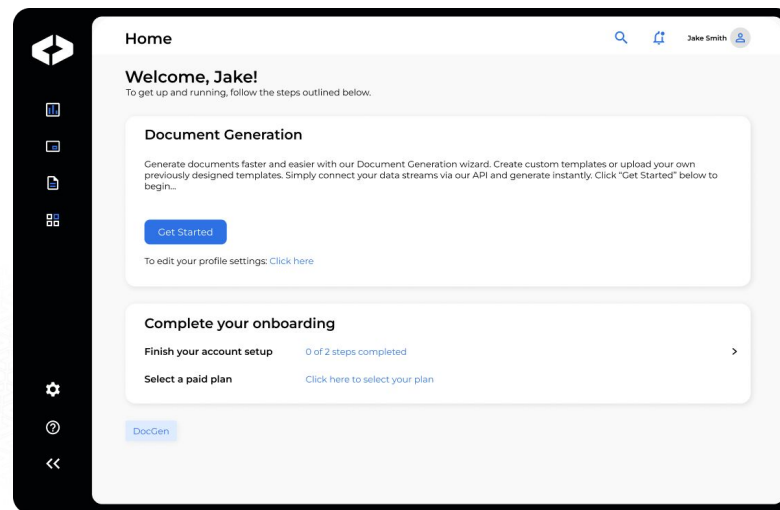 Home
Jake Smith
Welcome, Jake!
To get up and running, follow the steps outlined below.
Document Generation
Generate documents faster and easier with our Document Generation wizard. Create custom templates or upload your own
previously designed templates. Simply connect your data streams via our API and generate instantly. Click “Get Started” below to
begin...
Get Started
To edit your profile settings: Click here
Complete your onboarding
Finish your account setup 0 of 2 steps completed
Select a paid plan Click here to select your plan
DocGen